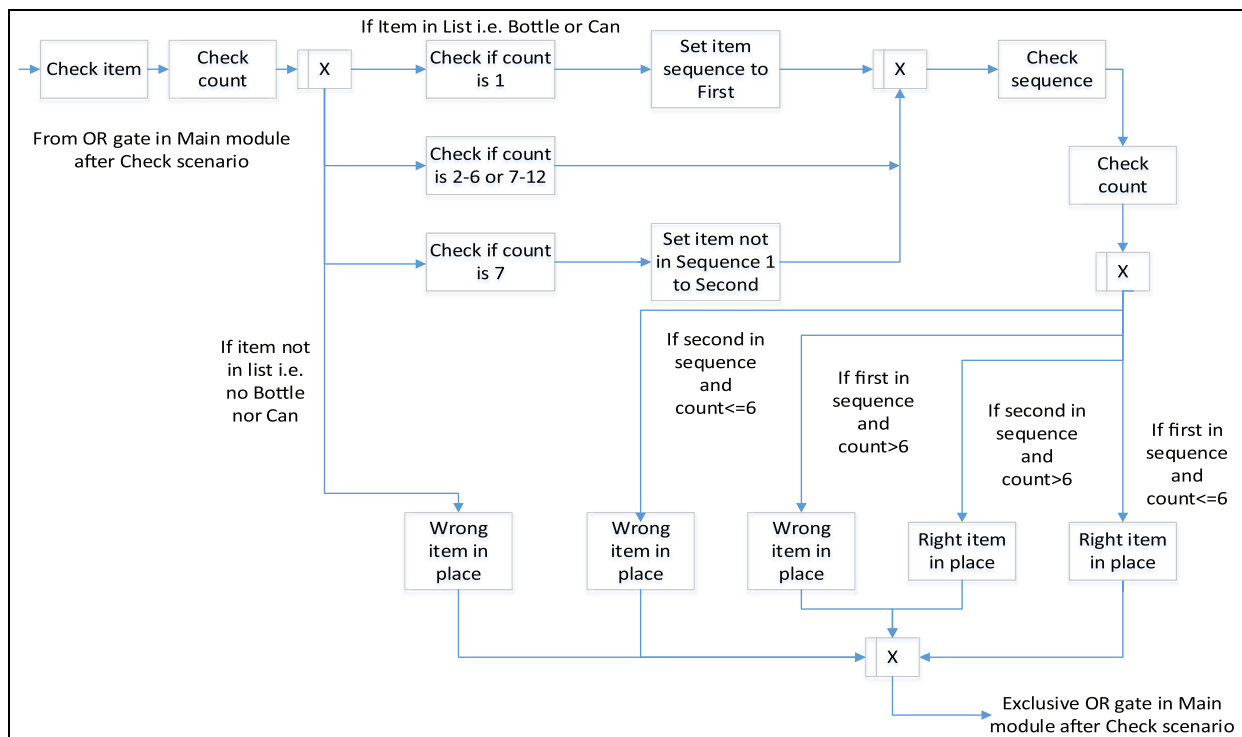 If Item in List i.e. Bottle or Can
Check item
Check
count
X
Check if count
is 1
Set item
sequence to
First
X
Check
sequence
From OR gate in Main module
after Check scenario
Check if count
is 2-6 or 7-12
Check
count
Check if count
is 7
Set item not
in Sequence 1
to Second
X
If item not
in list i.e.
no Bottle
nor Can
If second in
sequence
and
count<=6
If first in
sequence
and
count>6
If second in
sequence
and
count>6
If first in
sequence
and
count<=6
Wrong
item in
place
Wrong
item in
place
Wrong
item in
place
Right item
in place
Right item
in place
X
Exclusive OR gate in Main
module after Check scenario